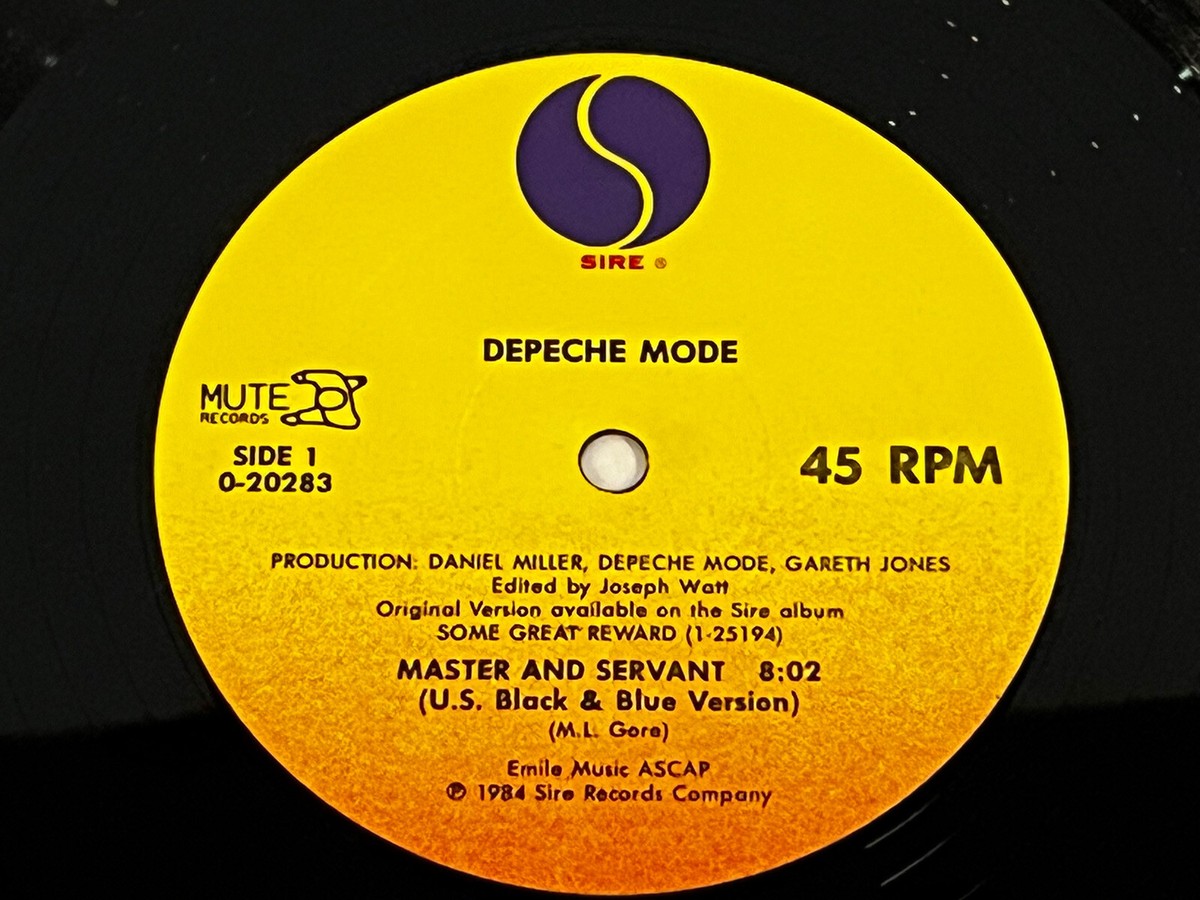 SIRE ®
DEPECHE MODE
MUTE
RECORDS
SIDE 1
0-20283
45 RPM
PRODUCTION: DANIEL MILLER, DEPECHE MODE, GARETH JONES
Edited by Joseph Watt
Original Version available on the Sire album
SOME GREAT REWARD (1-25194)
MASTER AND SERVANT 8:02
(U.S. Black & Blue Version)
(M.L. Gore)
Emile Music ASCAP
℗ 1984 Sire Records Company